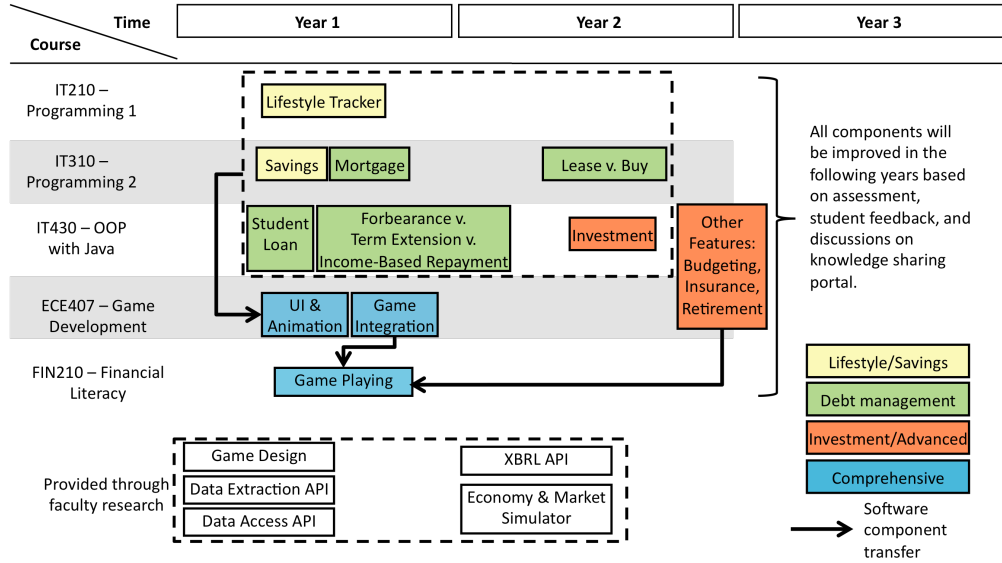 Time
Course
Year 1
Year 2
Year 3
IT210 –
Programming 1
Lifestyle Tracker
IT310 –
Programming 2
Savings
Mortgage
Lease v. Buy
IT430 – OOP
with Java
Student
Loan
Forbearance v.
Term Extension v.
Income-Based Repayment
Investment
Other
Features:
Budgeting,
Insurance,
Retirement
ECE407 – Game
Development
UI &
Animation
Game
Integration
FIN210 – Financial
Literacy
Game Playing
All components will
be improved in the
following years based
on assessment,
student feedback, and
discussions on
knowledge sharing
portal.
Lifestyle/Savings
Debt management
Investment/Advanced
Comprehensive
Software
component
transfer
Provided through
faculty research
Game Design
Data Extraction API
Data Access API
XBRL API
Economy & Market
Simulator